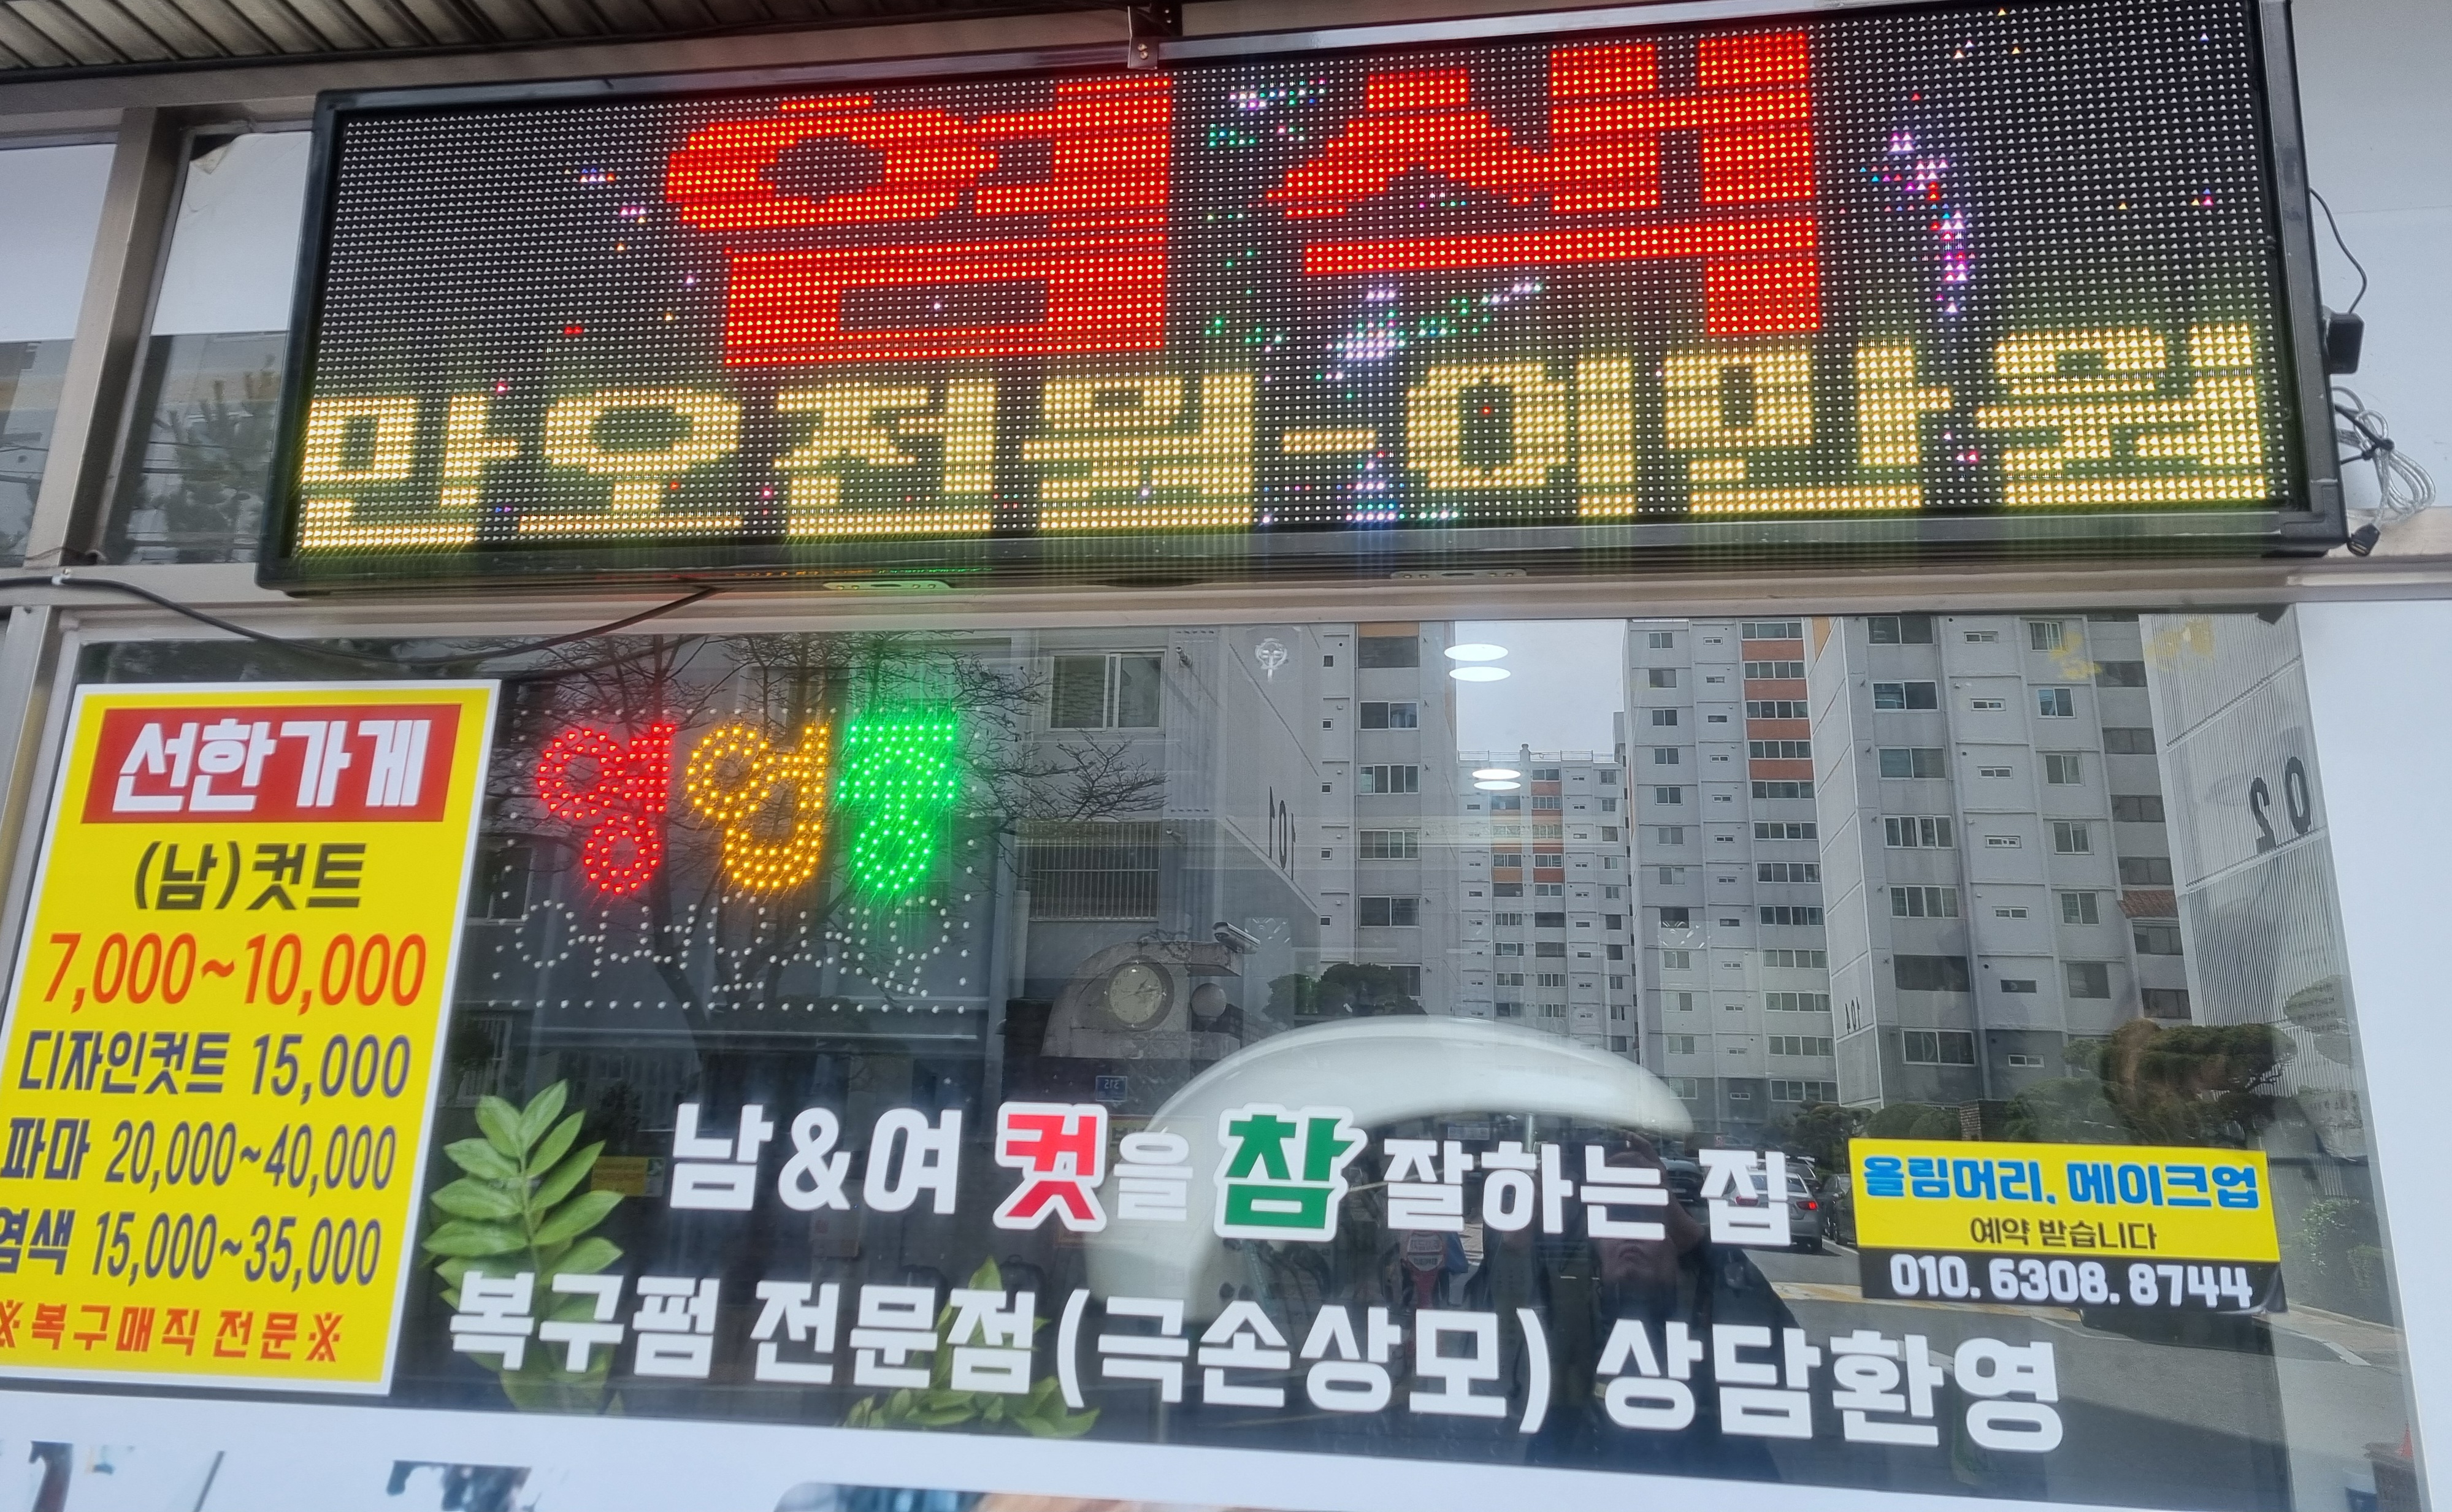 염색
만오천원-이만원
영업중
선한가게
(남)컷트
7,000~10,000
디자인컷트 15,000
파마 20,000~40,000
염색 15,000~35,000
※복구매직 전문※
남&여 컷을 참 잘하는 집
복구펌 전문점(극손상모) 상담환영
올림머리, 메이크업
예약 받습니다
010. 6308. 8744
101
102
104